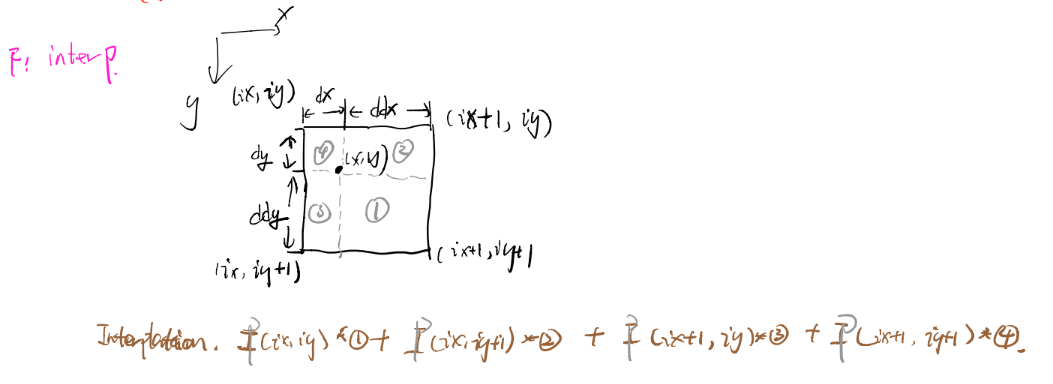 x
F: interp.
y
(ix, iy) dx ddx (ix+1, iy)
dy ④ (x,y) ②
ddy ③ ①
(ix, iy+1) (ix+1, iy+1
I(ix, iy) * ① + I(ix, iy+1) * ② + I(ix+1, iy) * ③ + I(ix+1, iy+1) * ④.